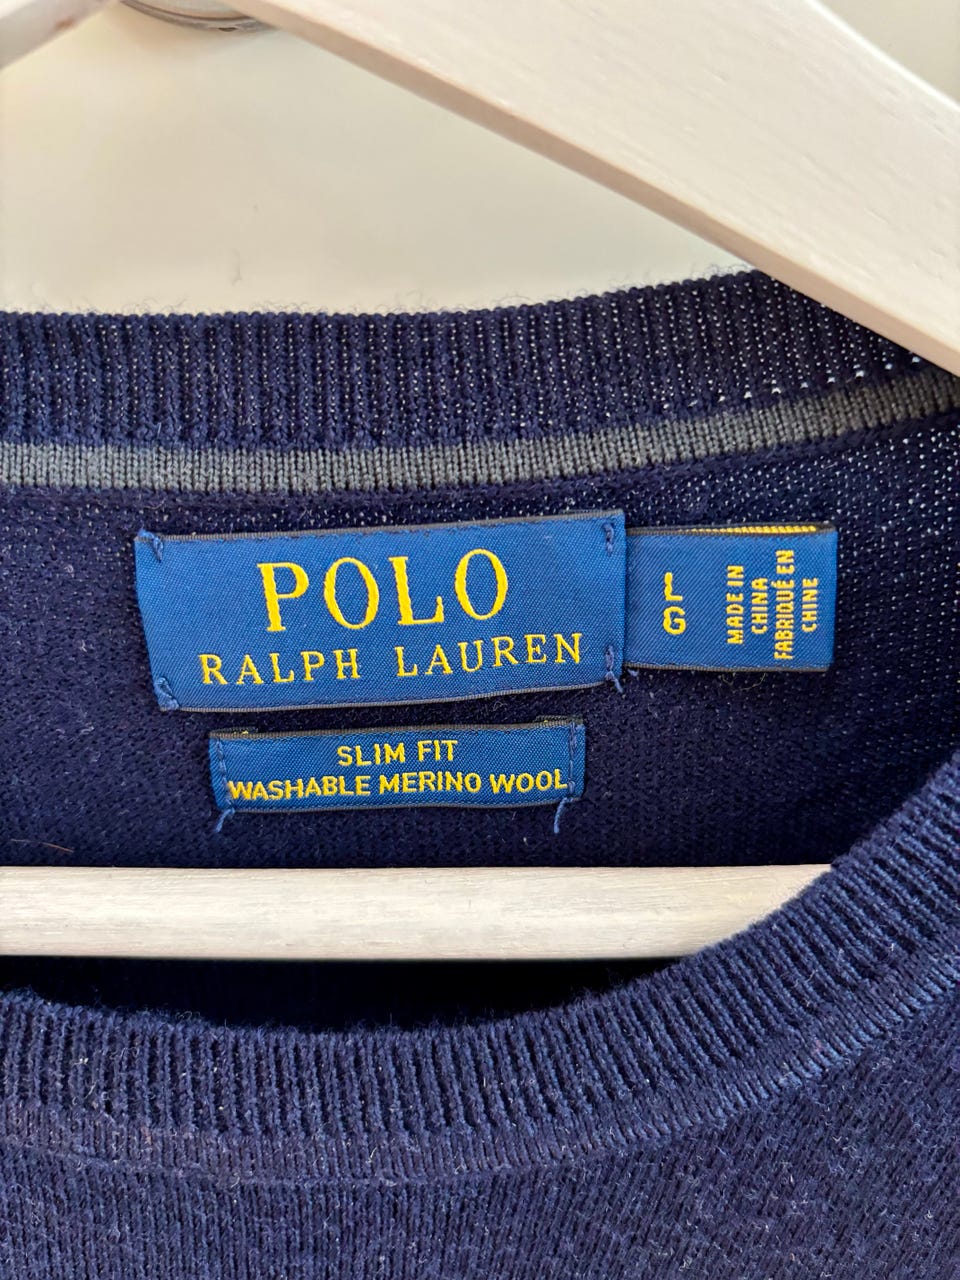 POLO
RALPH LAUREN
L
G
MADE IN
CHINA
FABRIQUÉ EN
CHINE
SLIM FIT
WASHABLE MERINO WOOL